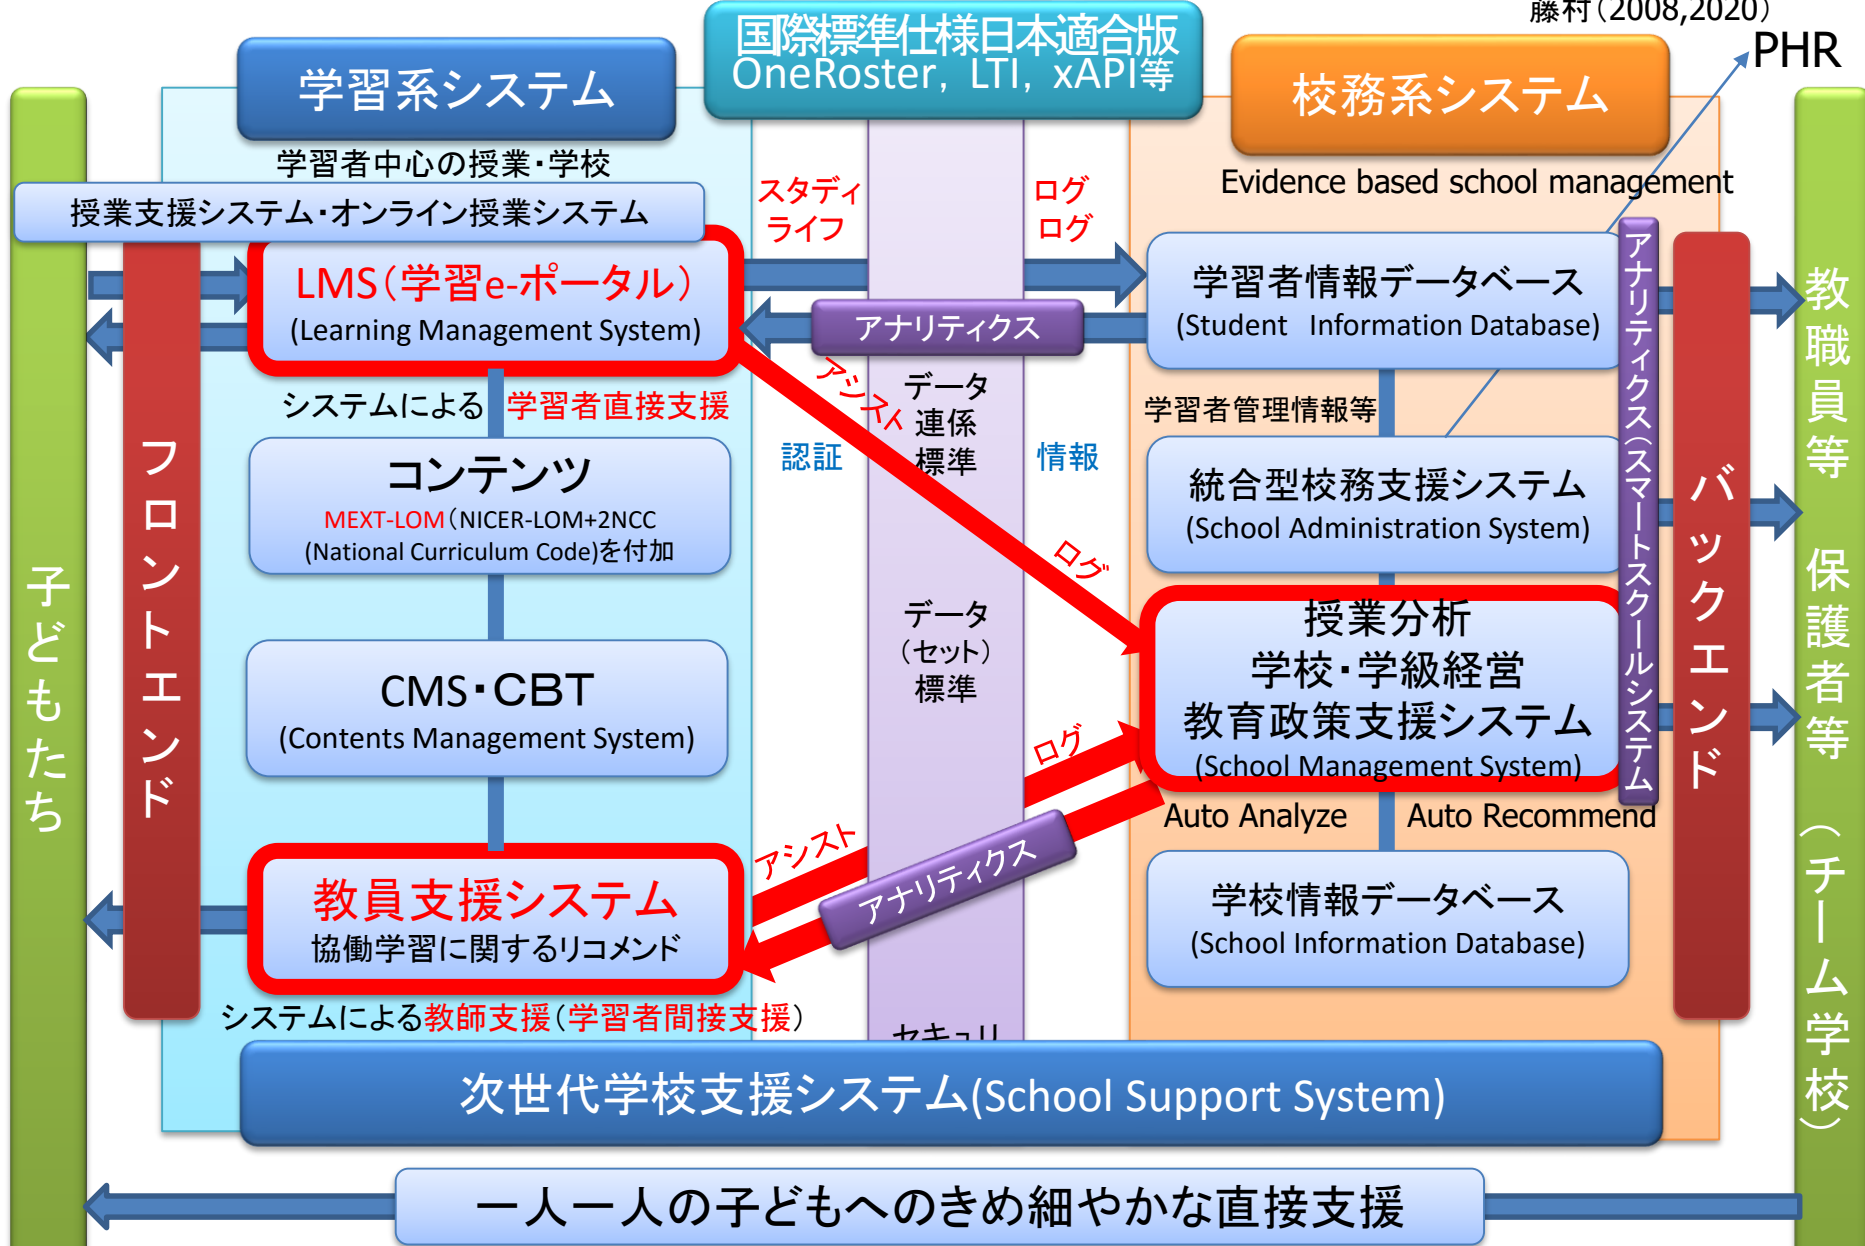 藤村(2008,2020)
PHR
国際標準仕様日本適合版
OneRoster, LTI, xAPI等
学習系システム
校務系システム
学習者中心の授業・学校
Evidence based school management
授業支援システム・オンライン授業システム
スタディ ログ
ライフ ログ
LMS(学習e-ポータル)
(Learning Management System)
アナリティクス
学習者情報データベース
(Student Information Database)
システムによる 学習者直接支援
アシスト
ログ
データ
連係
標準
認証
情報
学習者管理情報等
コンテンツ
MEXT-LOM(NICER-LOM+2NCC
(National Curriculum Code)を付加
統合型校務支援システム
(School Administration System)
データ
(セット)
標準
CMS・CBT
(Contents Management System)
授業分析
学校・学級経営
教育政策支援システム
(School Management System)
Auto Analyze
Auto Recommend
アシスト
ログ
アナリティクス
教員支援システム
協働学習に関するリコメンド
システムによる教師支援(学習者間接支援)
学校情報データベース
(School Information Database)
アナリティクス(スマートスクールシステム
フロントエンド
バックエンド
子どもたち
教職員等 保護者等 (チーム学校)
セキュリ
次世代学校支援システム(School Support System)
一人一人の子どもへのきめ細やかな直接支援